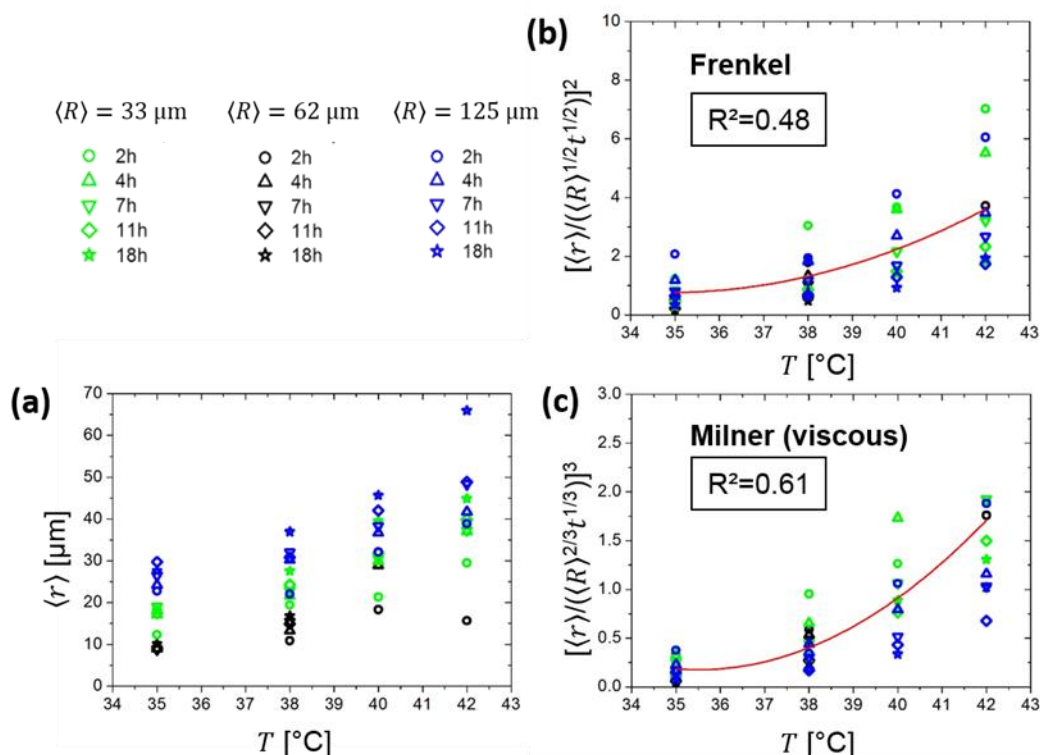 ⟨R⟩ = 33 μm ⟨R⟩ = 62 μm ⟨R⟩ = 125 μm
2h 2h 2h
4h 4h 4h
7h 7h 7h
11h 11h 11h
18h 18h 18h
(b)
Frenkel
R²=0.48
[⟨r⟩/(⟨R⟩^1/2 t^1/2)]^2
10
8
6
4
2
0
34 35 36 37 38 39 40 41 42 43
T [°C]
(a)
⟨r⟩ [μm]
70
60
50
40
30
20
10
0
34 35 36 37 38 39 40 41 42 43
T [°C]
(c)
Milner (viscous)
R²=0.61
[⟨r⟩/(⟨R⟩^2/3 t^1/3)]^3
3.0
2.5
2.0
1.5
1.0
0.5
0.0
34 35 36 37 38 39 40 41 42 43
T [°C]